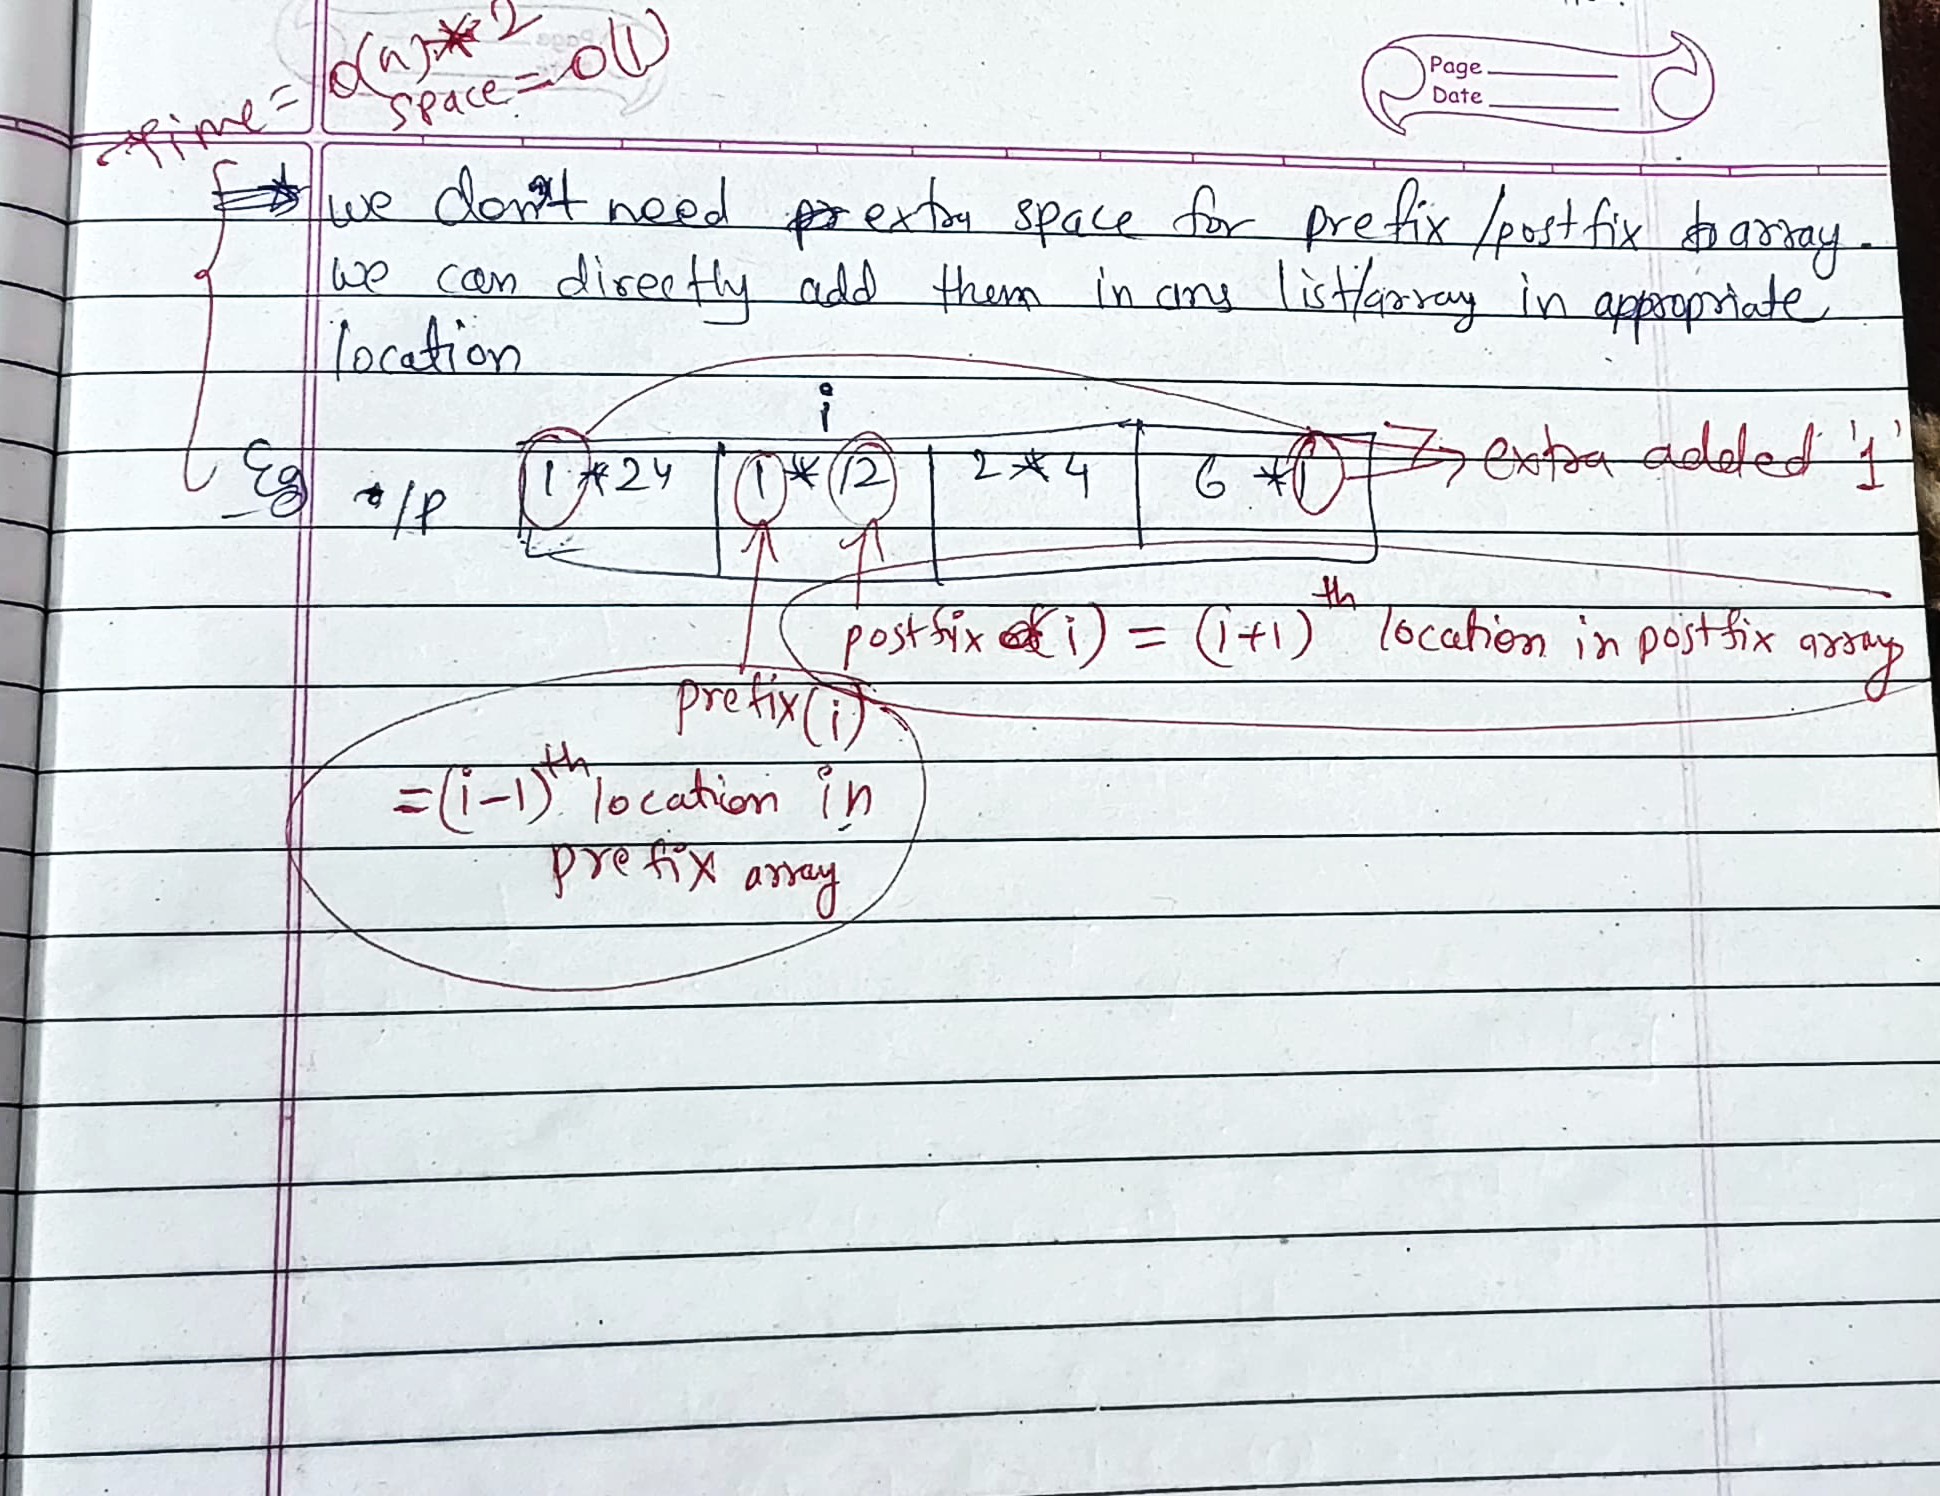 Page
Date
time = O(n)*2
space = O(1)
we don't need extra space for prefix /postfix array.
we can directly add them in ans list/array in appropriate
location
i
Eg /P 1 * 24 1 * 12 2 * 4 6 * 1 extra added '1'
postfix (i) = (i+1)th location in postfix array
prefix (i)
= (i-1)th location in
prefix array